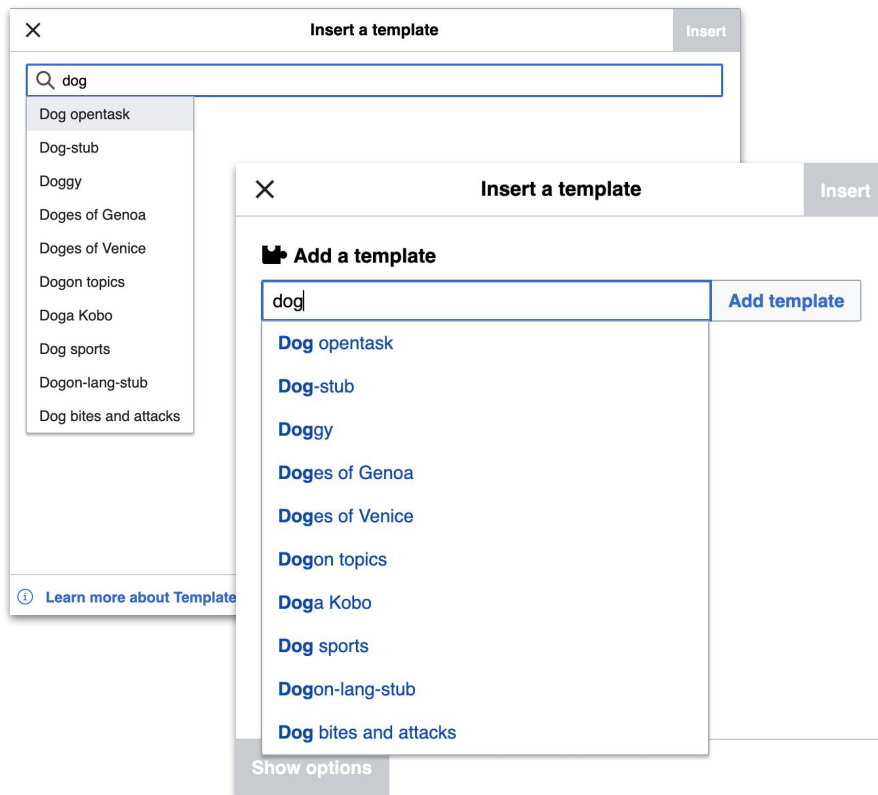 Insert a template
Insert
dog
Dog opentask
Dog-stub
Doggy
Doges of Genoa
Doges of Venice
Dogon topics
Doga Kobo
Dog sports
Dogon-lang-stub
Dog bites and attacks
Learn more about Template
Insert a template
Insert
Add a template
dog
Add template
Dog opentask
Dog-stub
Doggy
Doges of Genoa
Doges of Venice
Dogon topics
Doga Kobo
Dog sports
Dogon-lang-stub
Dog bites and attacks
Show options